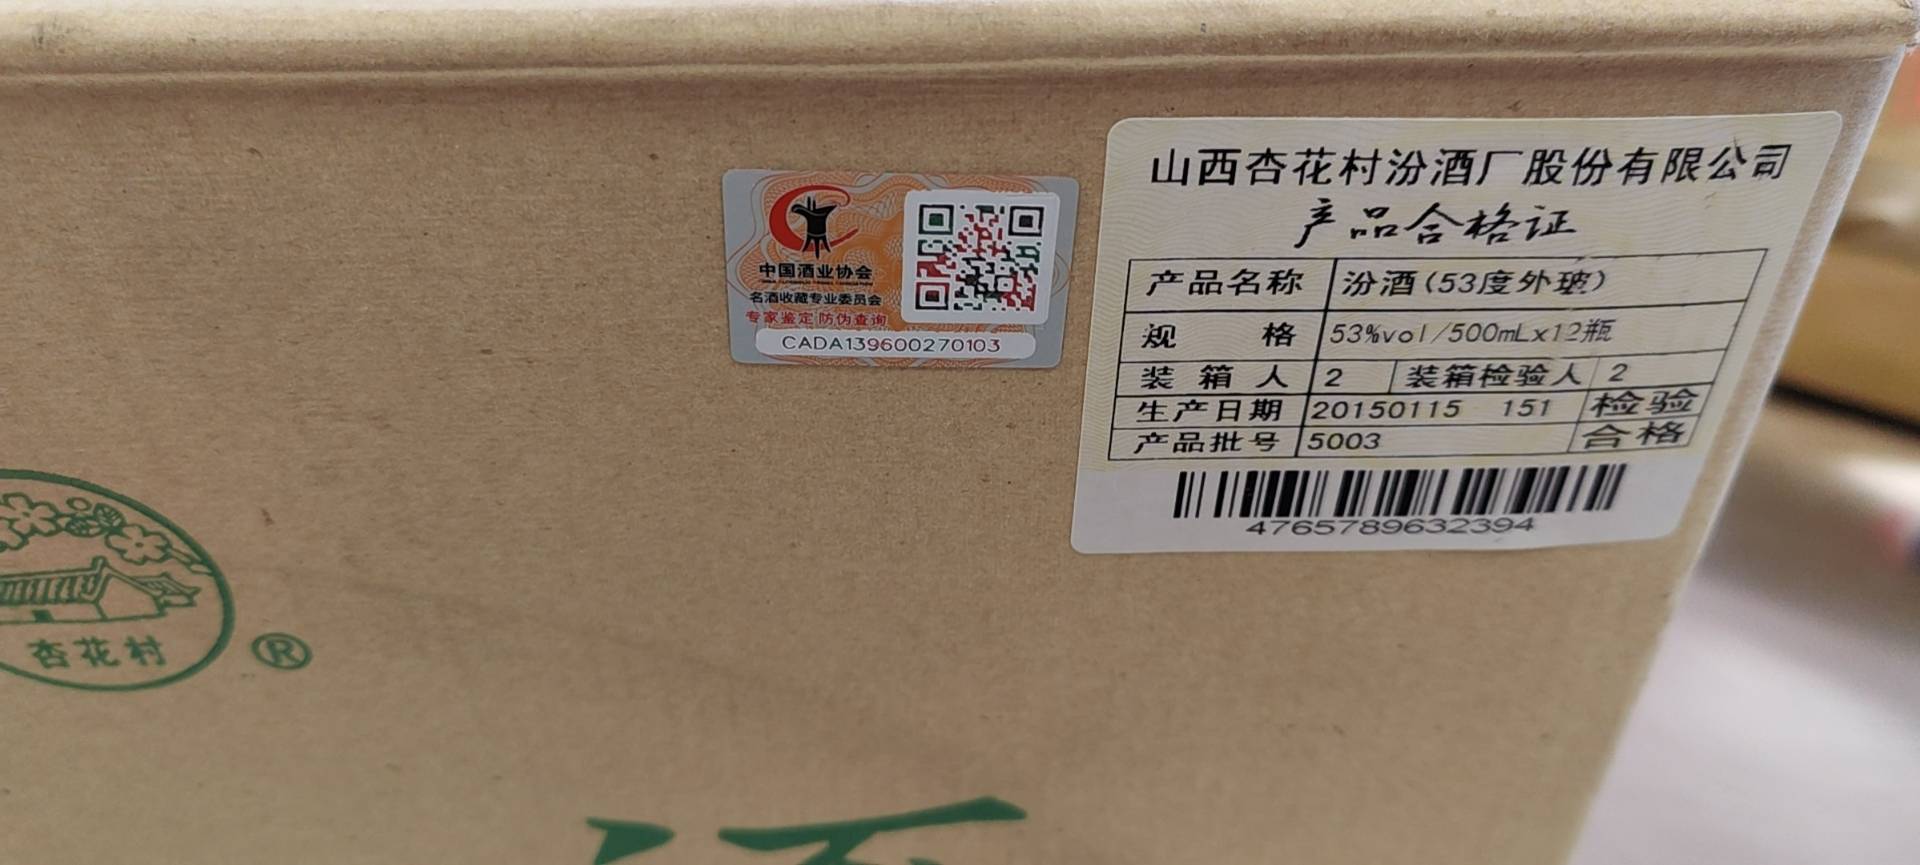 中国酒业协会
名酒收藏专业委员会
专家鉴定 防伪查询
CADA139600270103
山西杏花村汾酒厂股份有限公司
产品合格证
产品名称 汾酒(53度外玻)
规 格 53%vol/500mLx12瓶
装 箱 人 2 装箱检验人 2
生产日期 20150115 151 检验
产品批号 5003 合格
4765789632394
杏花村
®